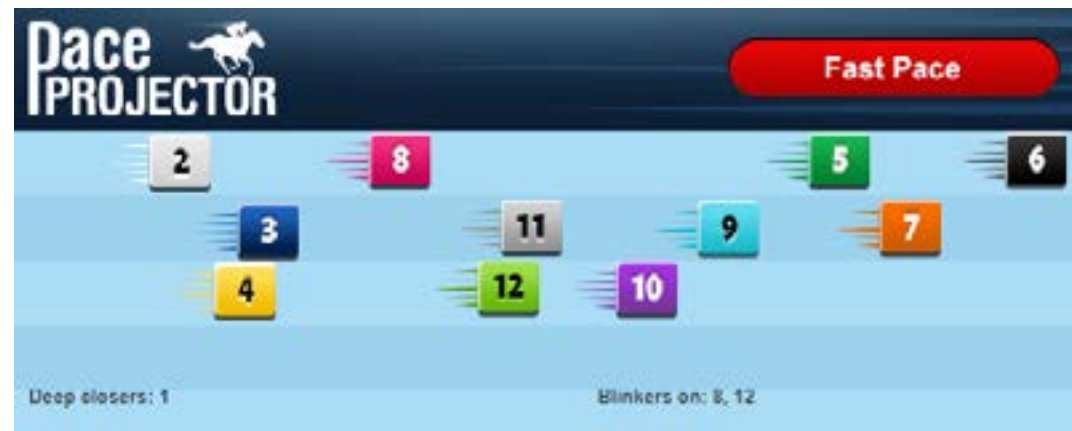 Pace
PROJECTOR
Fast Pace
2 8 5 6
3 11 9 7
4 12 10
Deep closers: 1 Blinkers on: 8, 12